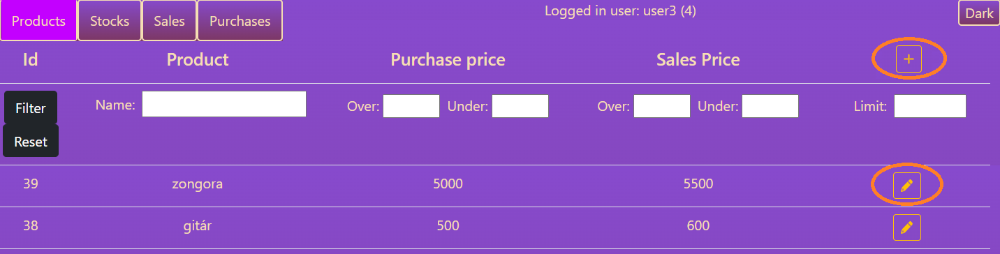 Products Stocks Sales Purchases Logged in user: user3 (4) Dark
Id Product Purchase price Sales Price +
Filter Name: Over: Under: Over: Under: Limit:
Reset
39 zongora 5000 5500
38 gitár 500 600